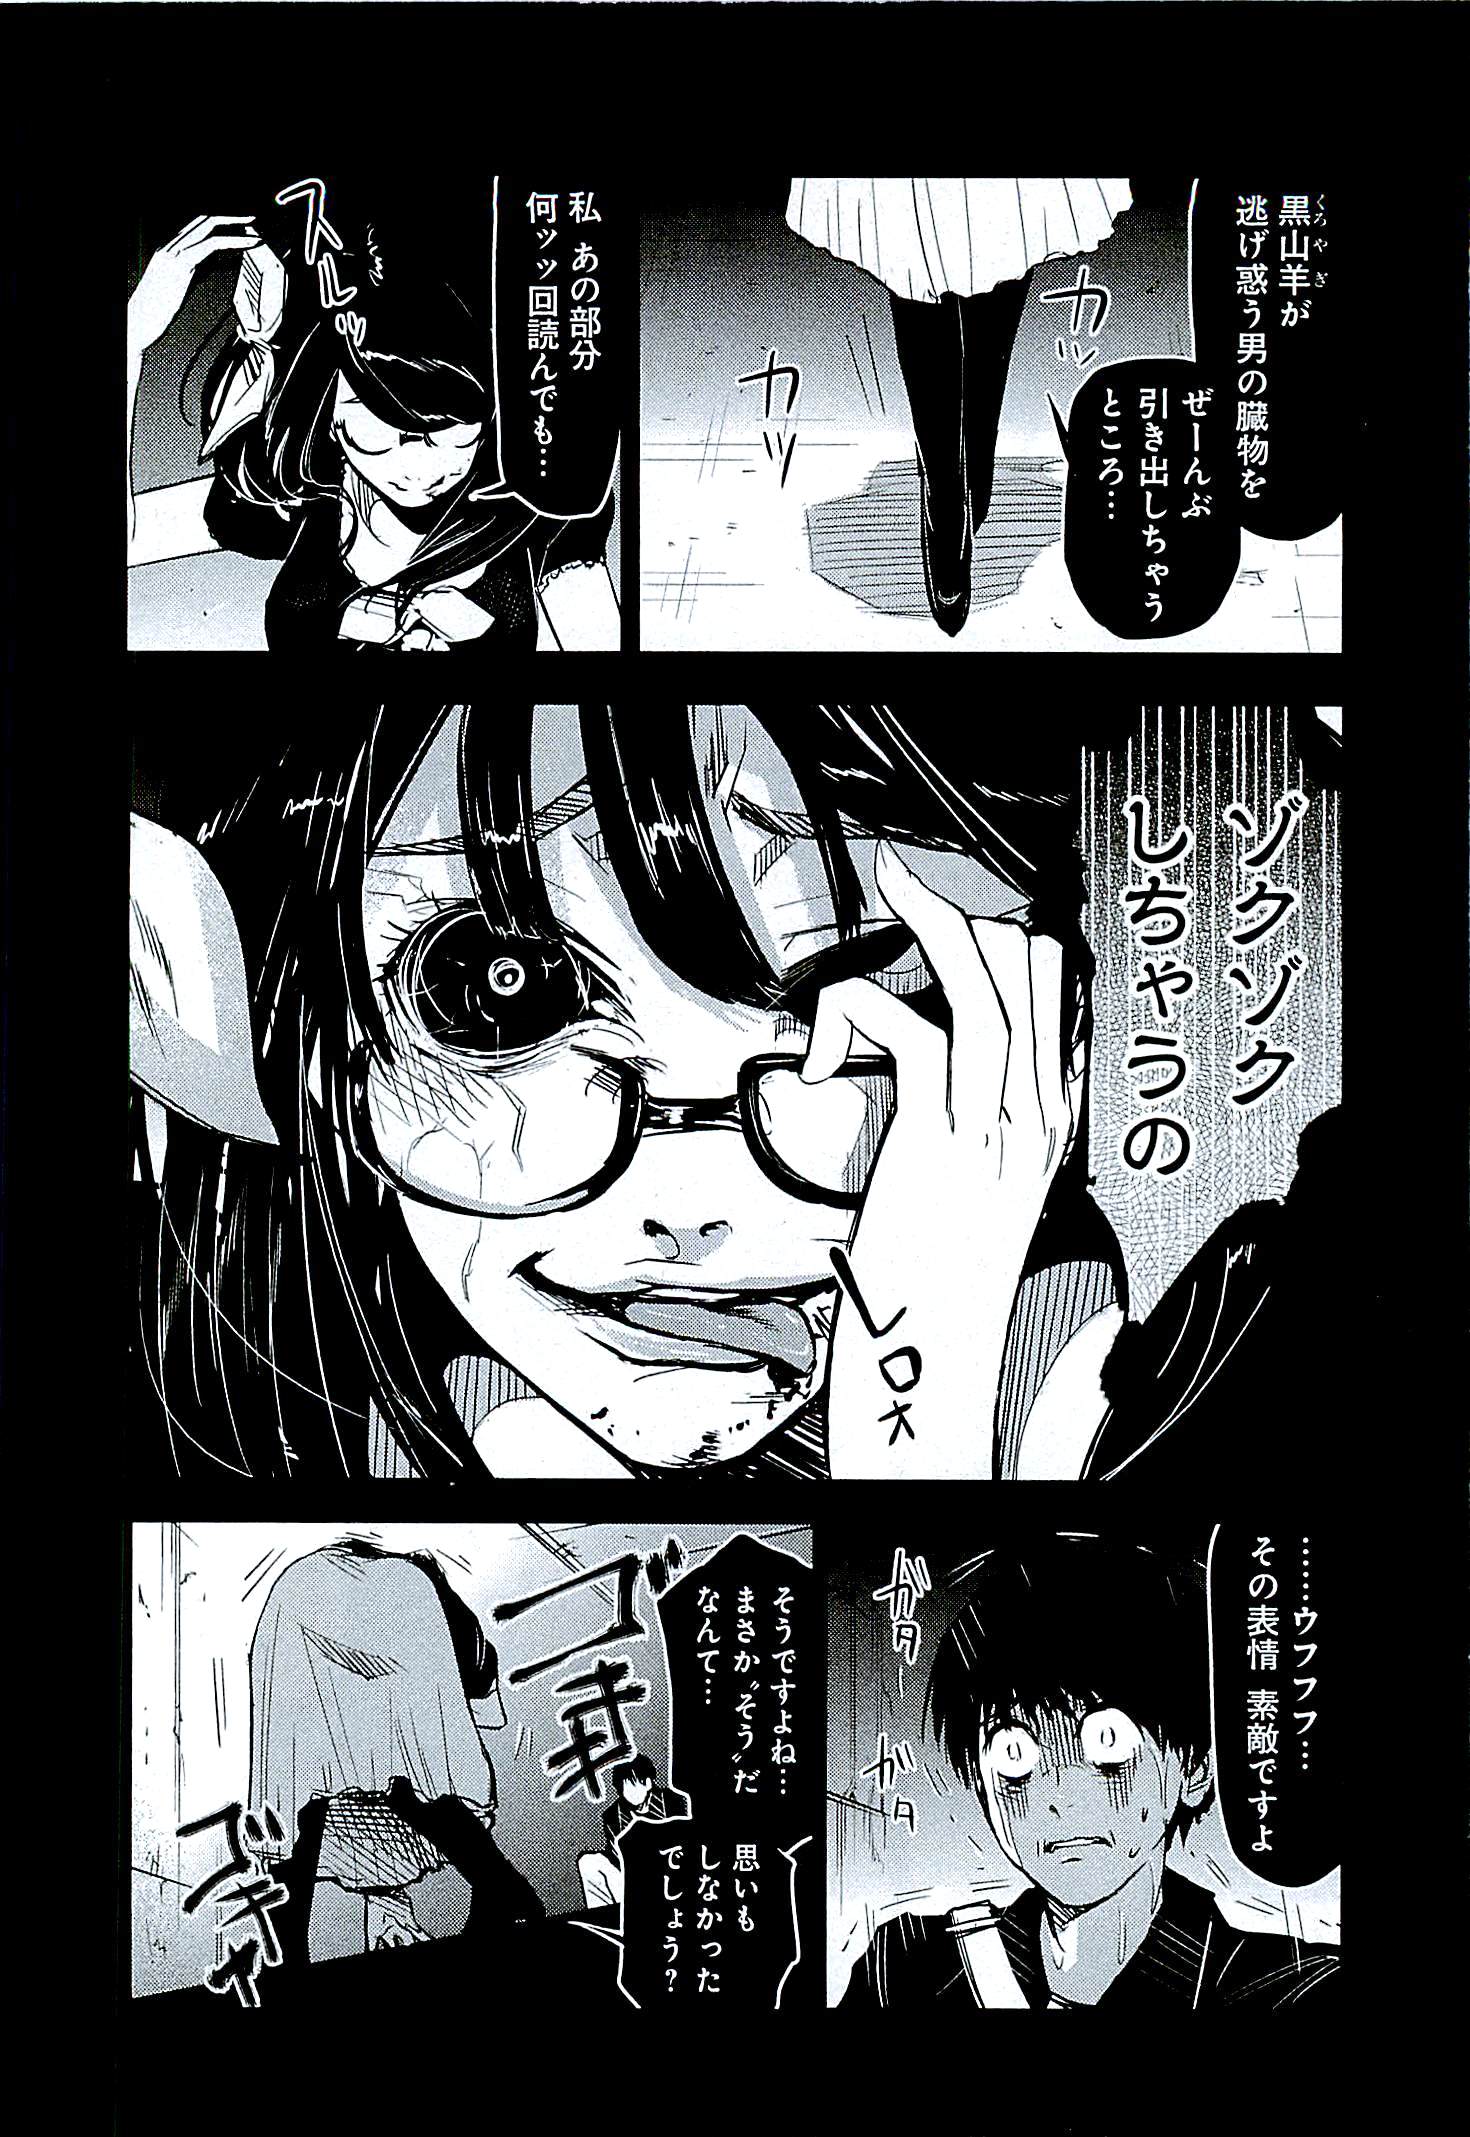 黒山羊が
くろやぎ
逃げ惑う男の臓物を
ぜーんぶ
引き出しちゃう
ところ…
カッ
カッ
私 あの部分
何ッッ回読んでも…
スルッ
ゾクゾク
しちゃうの
レロ
……ウフフフ…
その表情 素敵ですよ
ガタ
ガタ
そうですよね…
まさか〝そう〟だ
なんて…
思いも
しなかった
でしょう?
ゴキ
ゴキ